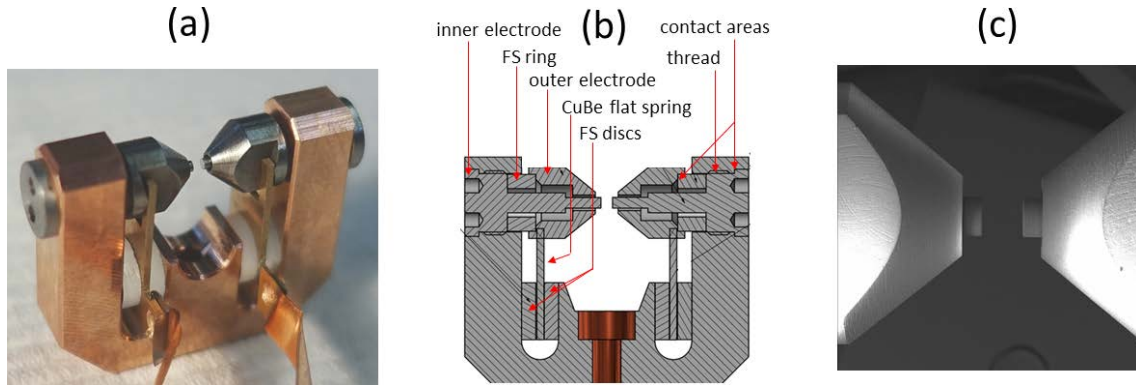 (a)
(b)
(c)
inner electrode
FS ring
outer electrode
CuBe flat spring
FS discs
contact areas
thread